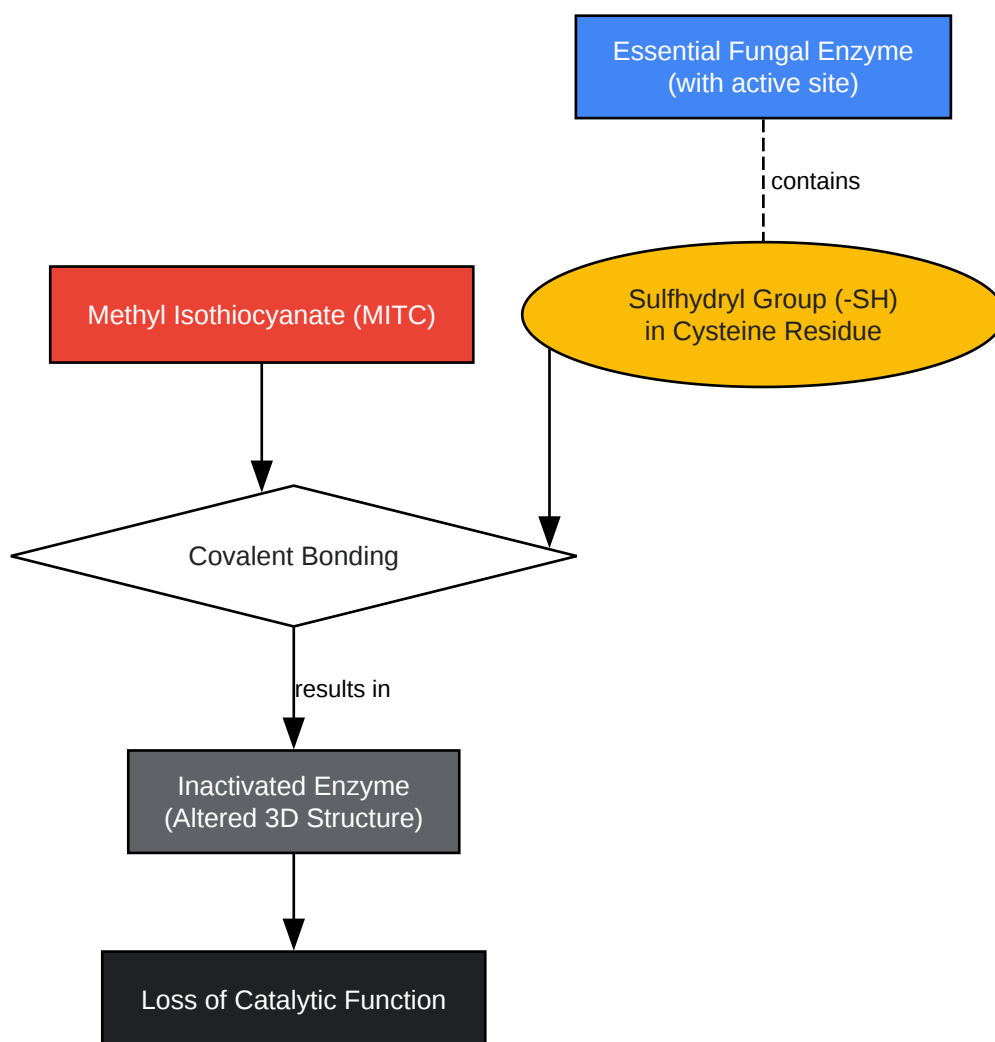 Essential Fungal Enzyme
(with active site)
contains
Methyl Isothiocyanate (MITC)
Sulfhydryl Group (-SH)
in Cysteine Residue
Covalent Bonding
results in
Inactivated Enzyme
(Altered 3D Structure)
Loss of Catalytic Function